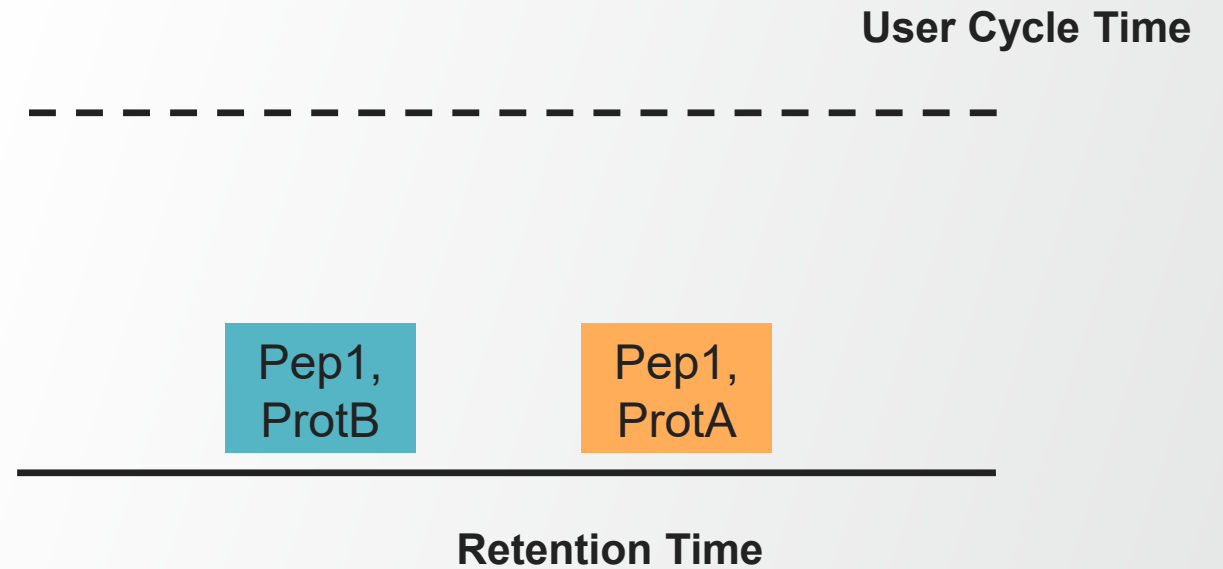 User Cycle Time
Pep1,
ProtB
Pep1,
ProtA
Retention Time